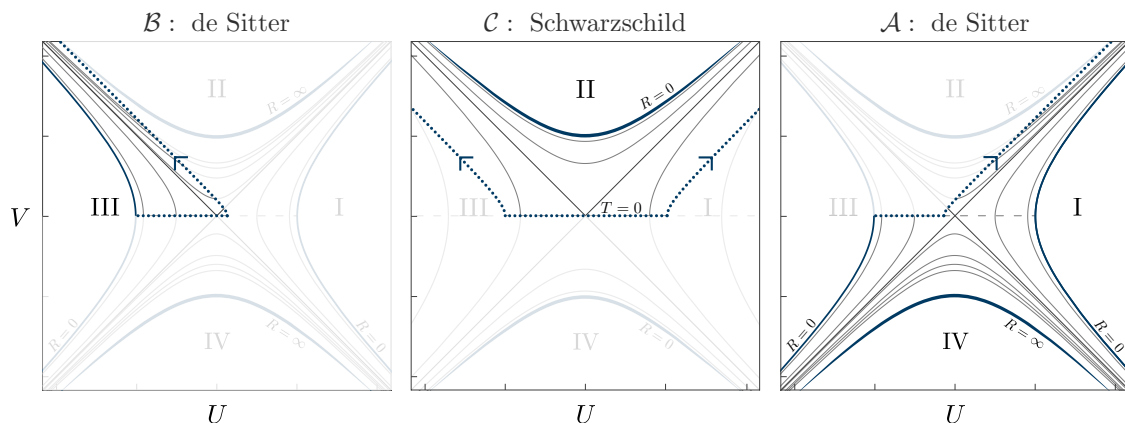 𝓑 : de Sitter
𝓒 : Schwarzschild
𝓐 : de Sitter
II
R = ∞
III
I
R = 0
IV
R = ∞
R = 0
V
U
II
R = 0
III
T = 0
I
IV
R = 0
U
II
R = ∞
III
I
R = 0
IV
R = ∞
R = 0
U